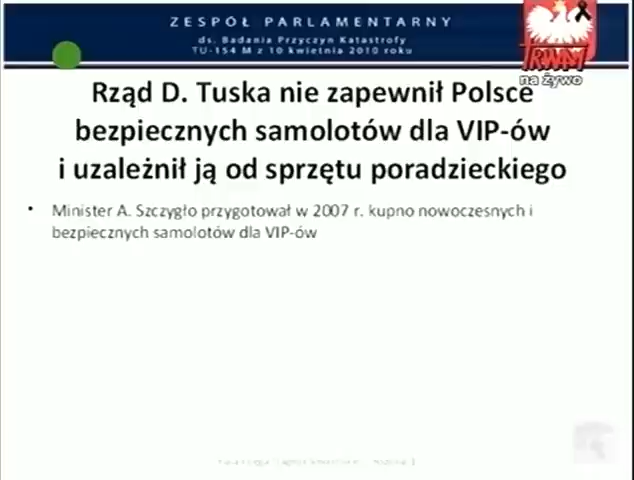 ZESPÓŁ PARLAMENTARNY
ds. Badania Przyczyn Katastrofy
TU-154 M z 10 kwietnia 2010 roku
TRWAM
na żywo
Rząd D. Tuska nie zapewnił Polsce
bezpiecznych samolotów dla VIP-ów
i uzależnił ją od sprzętu poradzieckiego
• Minister A. Szczygło przygotował w 2007 r. kupno nowoczesnych i
bezpiecznych samolotów dla VIP-ów